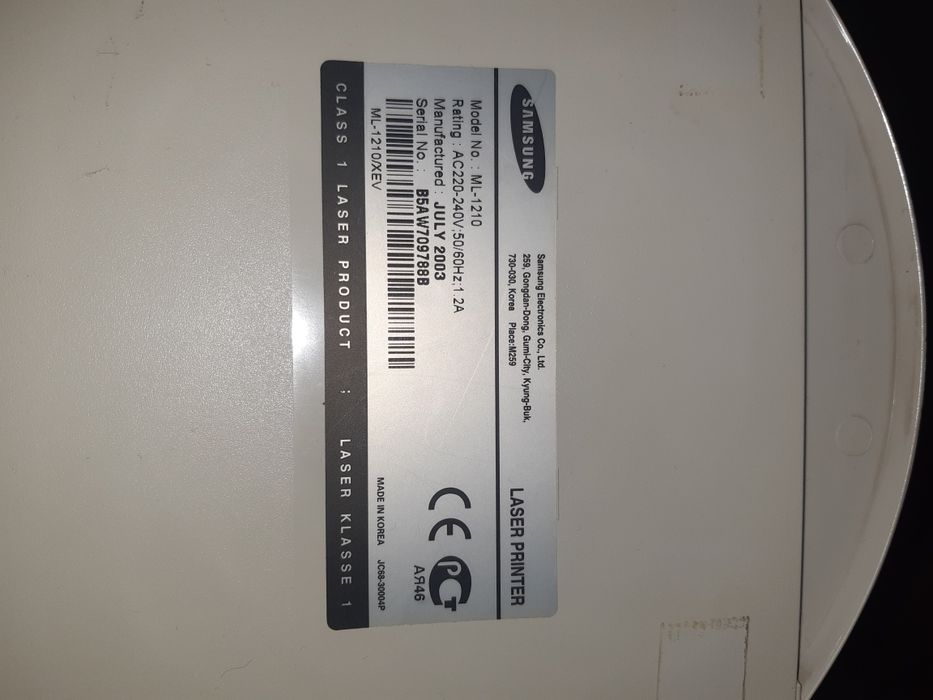 SAMSUNG
Samsung Electronics Co., Ltd.
259, Gongdan-Dong, Gumi-City, Kyung-Buk,
730-030, Korea Place:M259
LASER PRINTER
Model No. : ML-1210
Rating : AC220-240V;50/60Hz;1.2A
Manufactured : JULY 2003
Serial No. : B5AW709788B
ML-1210/XEV
CE
РСТ
АЯ46
MADE IN KOREA JC68-30004P
CLASS 1 LASER PRODUCT ; LASER KLASSE 1